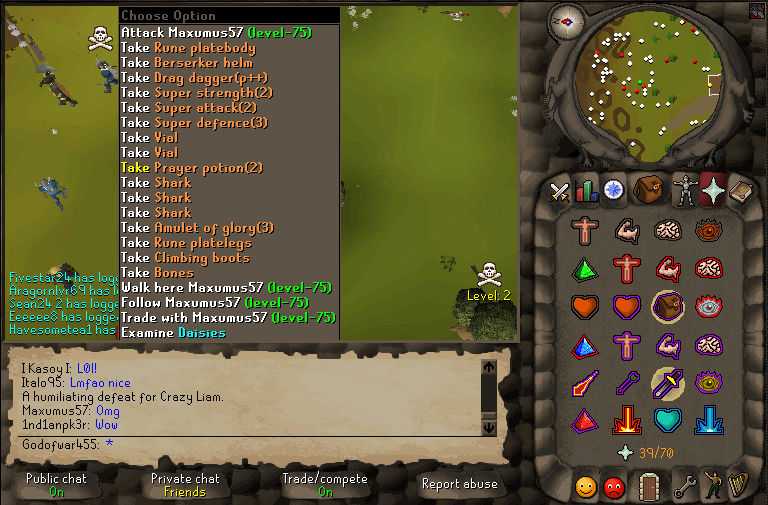 Choose Option
Attack Maxumus57 (level-75)
Take Rune platebody
Take Berserker helm
Take Drag dagger(p++)
Take Super strength(2)
Take Super attack(2)
Take Super defence(3)
Take Vial
Take Vial
Take Prayer potion(2)
Take Shark
Take Shark
Take Shark
Take Amulet of glory(3)
Take Rune platelegs
Take Climbing boots
Take Bones
Walk here Maxumus57 (level-75)
Follow Maxumus57 (level-75)
Trade with Maxumus57 (level-75)
Examine Daisies
Fivestar24 has logg
has l
Sean24 2 has logged
Eeeeee8 has logge
Havesometea1 has
Level: 2
I Kasoy I: L0l!
Italo95: Lmfao nice
A humiliating defeat for Crazy Liam.
Maxumus57: Omg
1nd1anpk3r: Wow
Godofwar455: *
39/70
Public chat
On
Private chat
Friends
Trade/compete
On
Report abuse